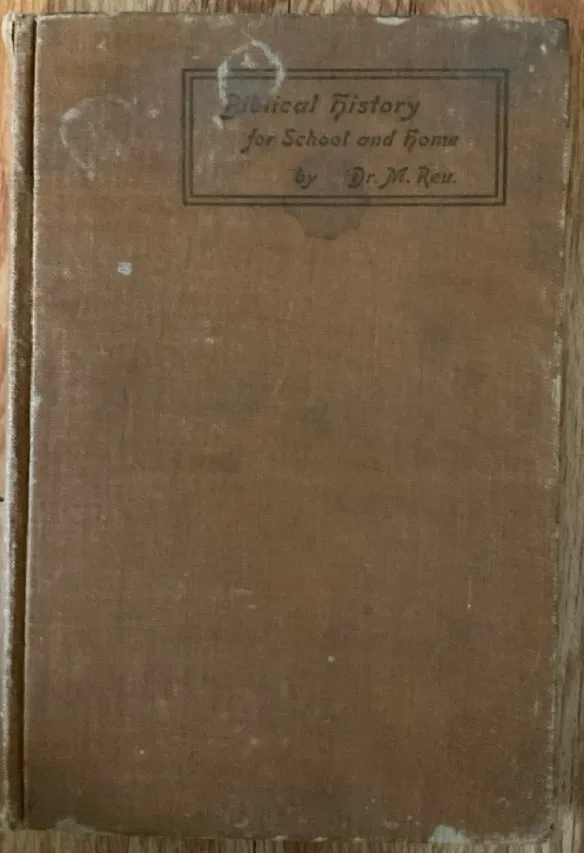 Biblical History
for School and Home
by Dr. M. Reu.